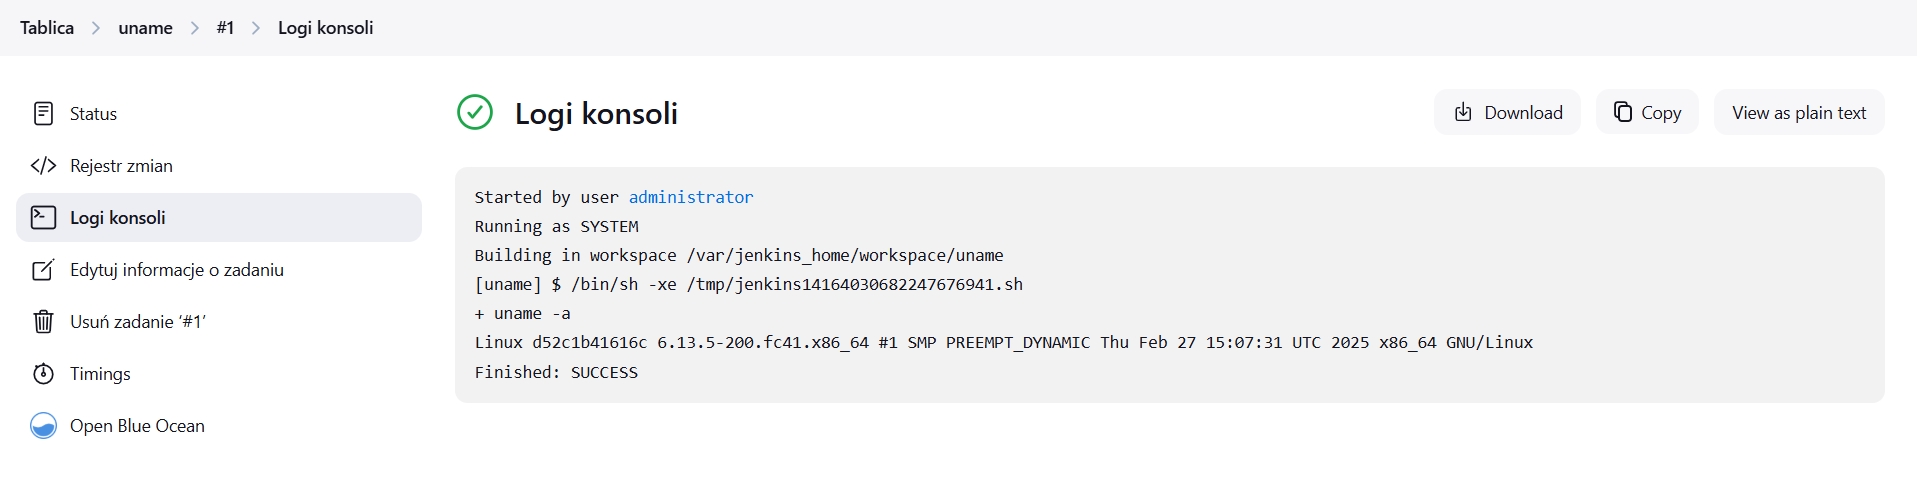 Tablica > uname > #1 > Logi konsoli
Status
Rejestr zmian
Logi konsoli
Edytuj informacje o zadaniu
Usuń zadanie ‘#1’
Timings
Open Blue Ocean
Logi konsoli
Download
Copy
View as plain text
Started by user administrator
Running as SYSTEM
Building in workspace /var/jenkins_home/workspace/uname
[uname] $ /bin/sh -xe /tmp/jenkins14164030682247676941.sh
+ uname -a
Linux d52c1b41616c 6.13.5-200.fc41.x86_64 #1 SMP PREEMPT_DYNAMIC Thu Feb 27 15:07:31 UTC 2025 x86_64 GNU/Linux
Finished: SUCCESS